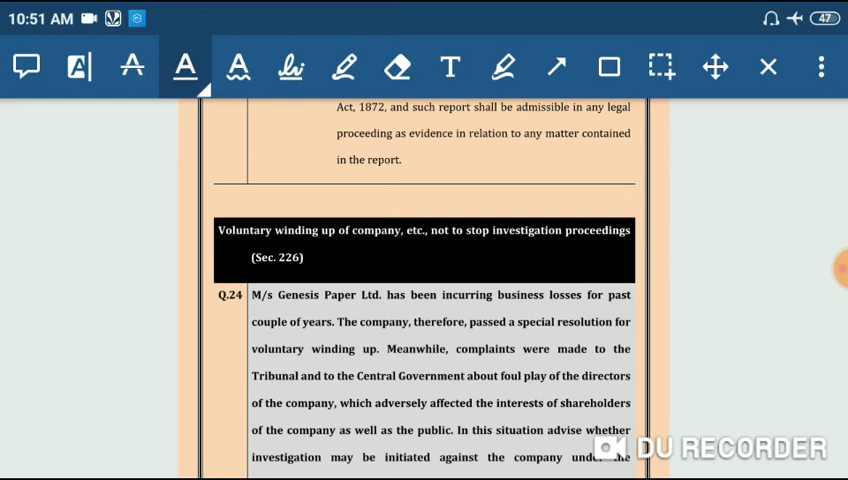 10:51 AM
47
A A A A T
Act, 1872, and such report shall be admissible in any legal
proceeding as evidence in relation to any matter contained
in the report.
Voluntary winding up of company, etc., not to stop investigation proceedings
(Sec. 226)
Q.24 M/s Genesis Paper Ltd. has been incurring business losses for past
couple of years. The company, therefore, passed a special resolution for
voluntary winding up. Meanwhile, complaints were made to the
Tribunal and to the Central Government about foul play of the directors
of the company, which adversely affected the interests of shareholders
of the company as well as the public. In this situation advise whether
investigation may be initiated against the company under the
DU RECORDER